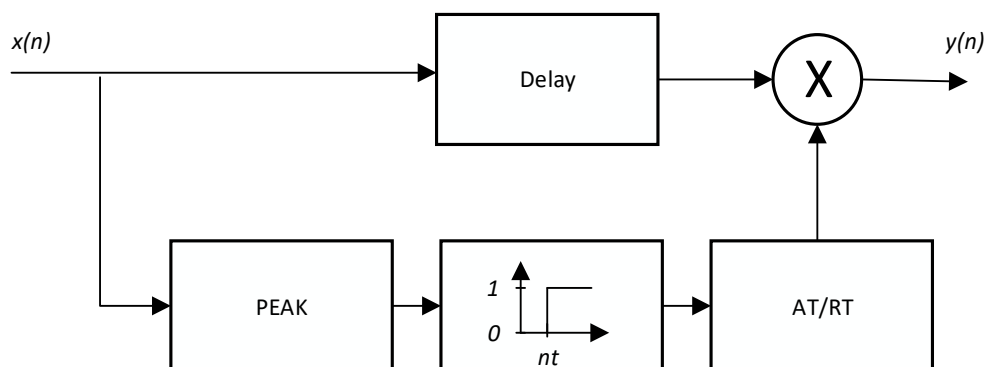 x(n)
y(n)
Delay
X
PEAK
1
0
nt
AT/RT